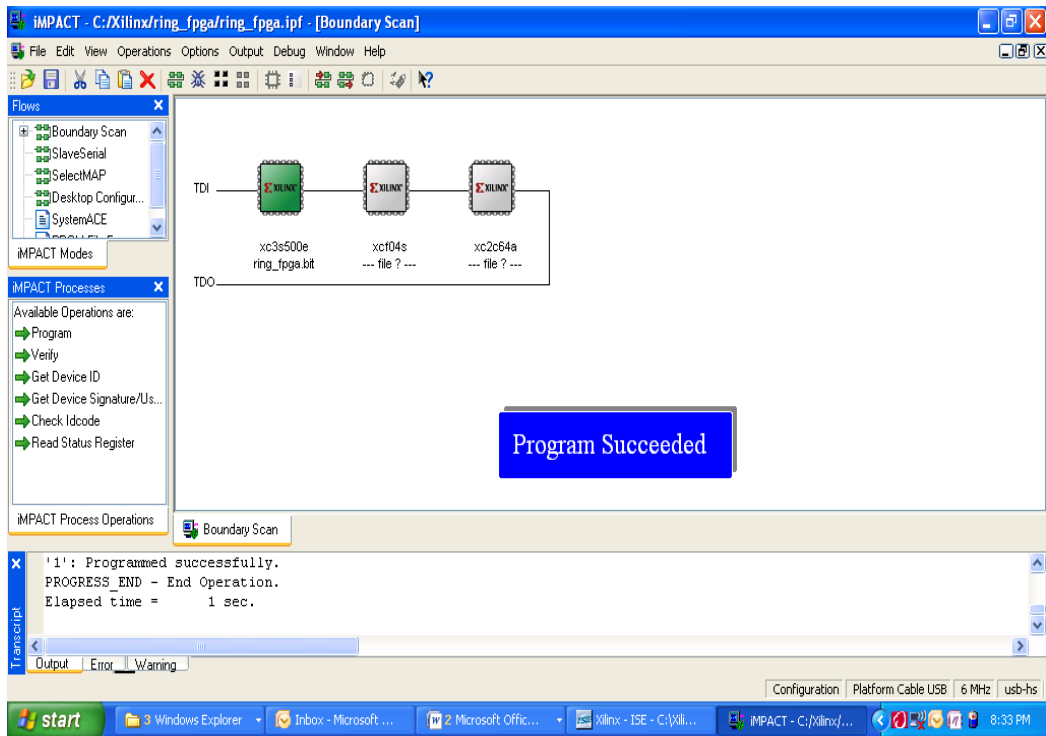 iMPACT - C:/Xilinx/ring_fpga/ring_fpga.ipf - [Boundary Scan]
File Edit View Operations Options Output Debug Window Help
Flows
Boundary Scan
SlaveSerial
SelectMAP
Desktop Configur...
SystemACE
iMPACT Modes
iMPACT Processes
Available Operations are:
Program
Verify
Get Device ID
Get Device Signature/Us...
Check Idcode
Read Status Register
iMPACT Process Operations
TDI
XILINX
XILINX
XILINX
xc3s500e
xcf04s
xc2c64a
ring_fpga.bit
--- file ? ---
--- file ? ---
TDO
Program Succeeded
Boundary Scan
'1': Programmed successfully.
PROGRESS_END - End Operation.
Elapsed time = 1 sec.
Transcript
Output Error Warning
Configuration Platform Cable USB 6 MHz usb-hs
start
3 Windows Explorer
Inbox - Microsoft ...
2 Microsoft Offic...
Xilinx - ISE - C:\Xili...
iMPACT - C:/Xilinx/...
8:33 PM